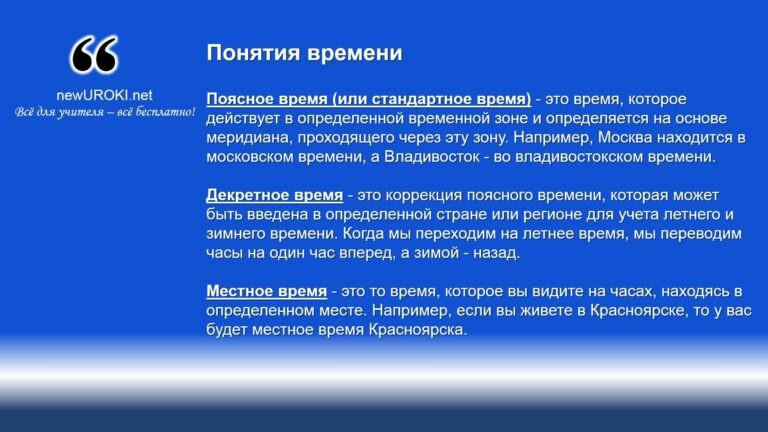 newUROKI.net
Всё для учителя – всё бесплатно!
Понятия времени
Поясное время (или стандартное время) - это время, которое
действует в определенной временной зоне и определяется на основе
меридиана, проходящего через эту зону. Например, Москва находится в
московском времени, а Владивосток - во владивостокском времени.
Декретное время - это коррекция поясного времени, которая может
быть введена в определенной стране или регионе для учета летнего и
зимнего времени. Когда мы переходим на летнее время, мы переводим
часы на один час вперед, а зимой - назад.
Местное время - это то время, которое вы видите на часах, находясь в
определенном месте. Например, если вы живете в Красноярске, то у вас
будет местное время Красноярска.